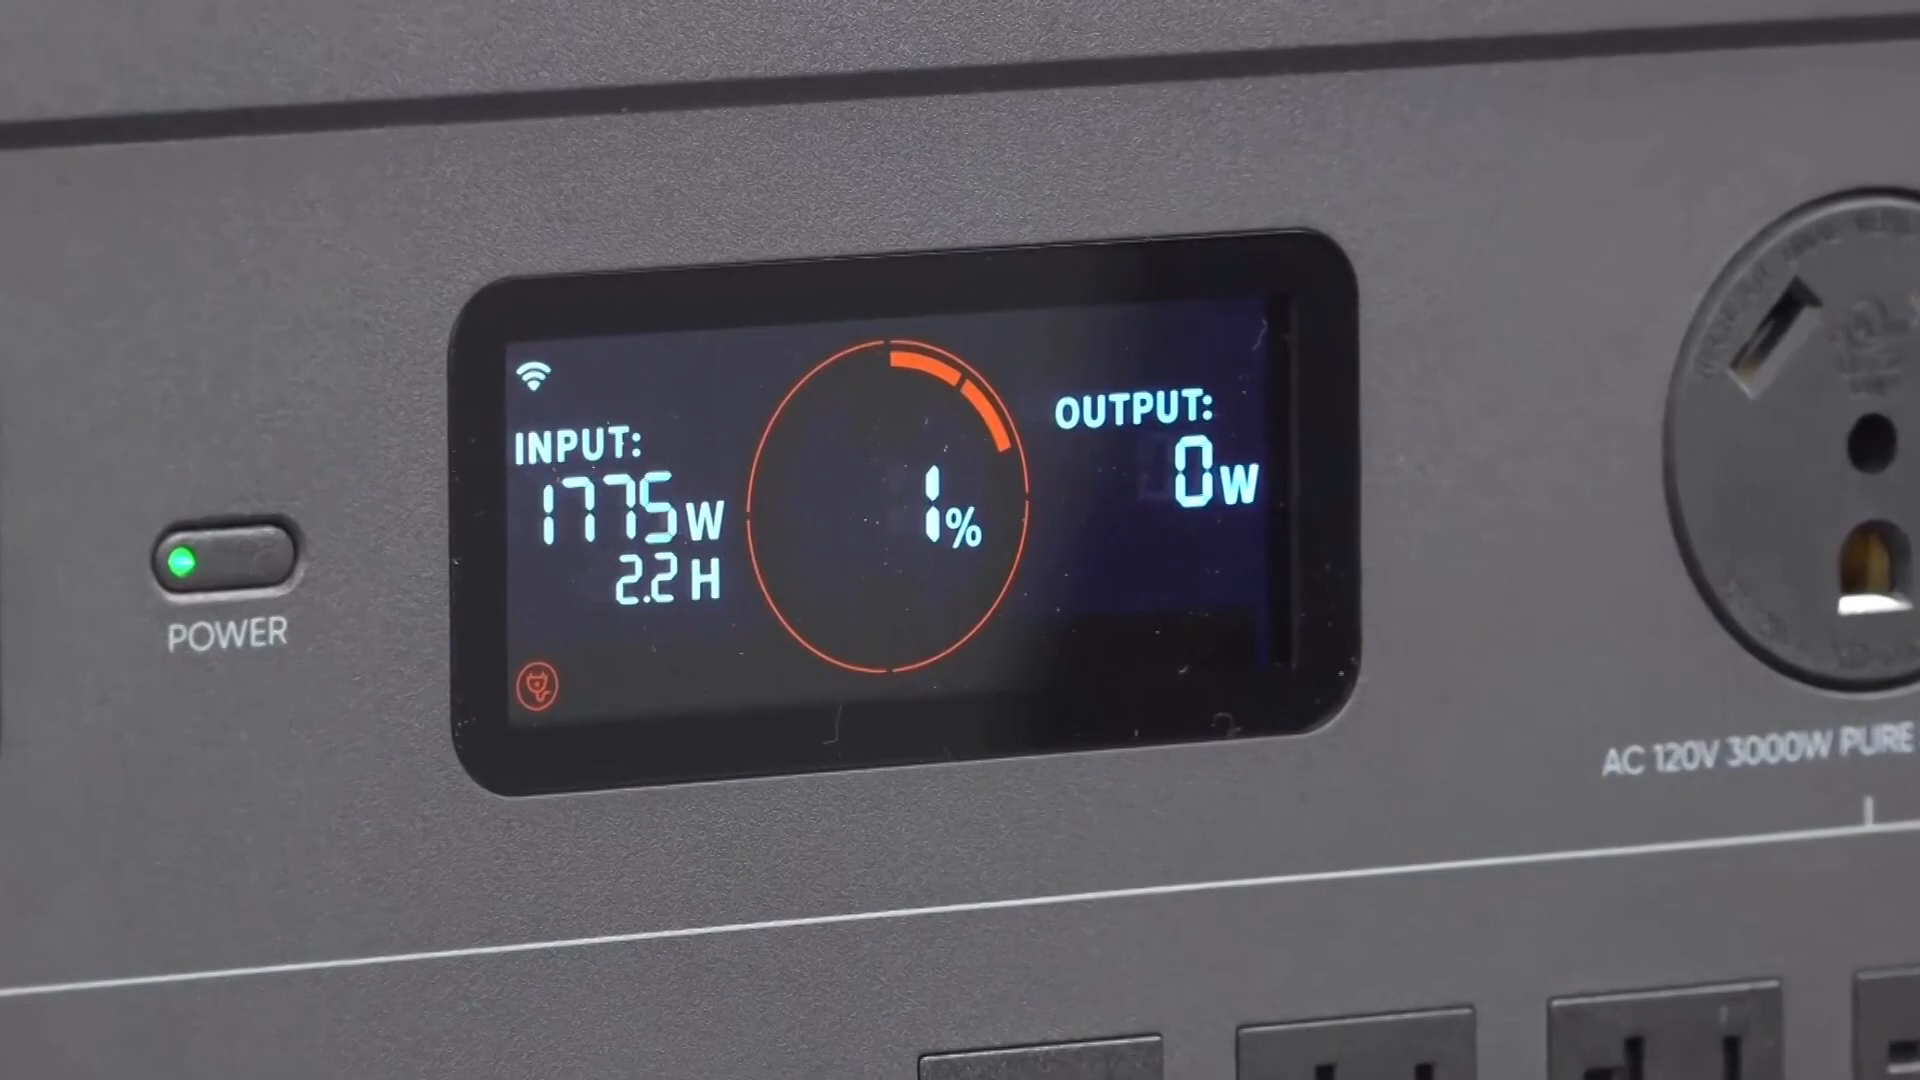 INPUT:
1775W
2.2 H
1%
OUTPUT:
0W
POWER
AC 120V 3000W PURE